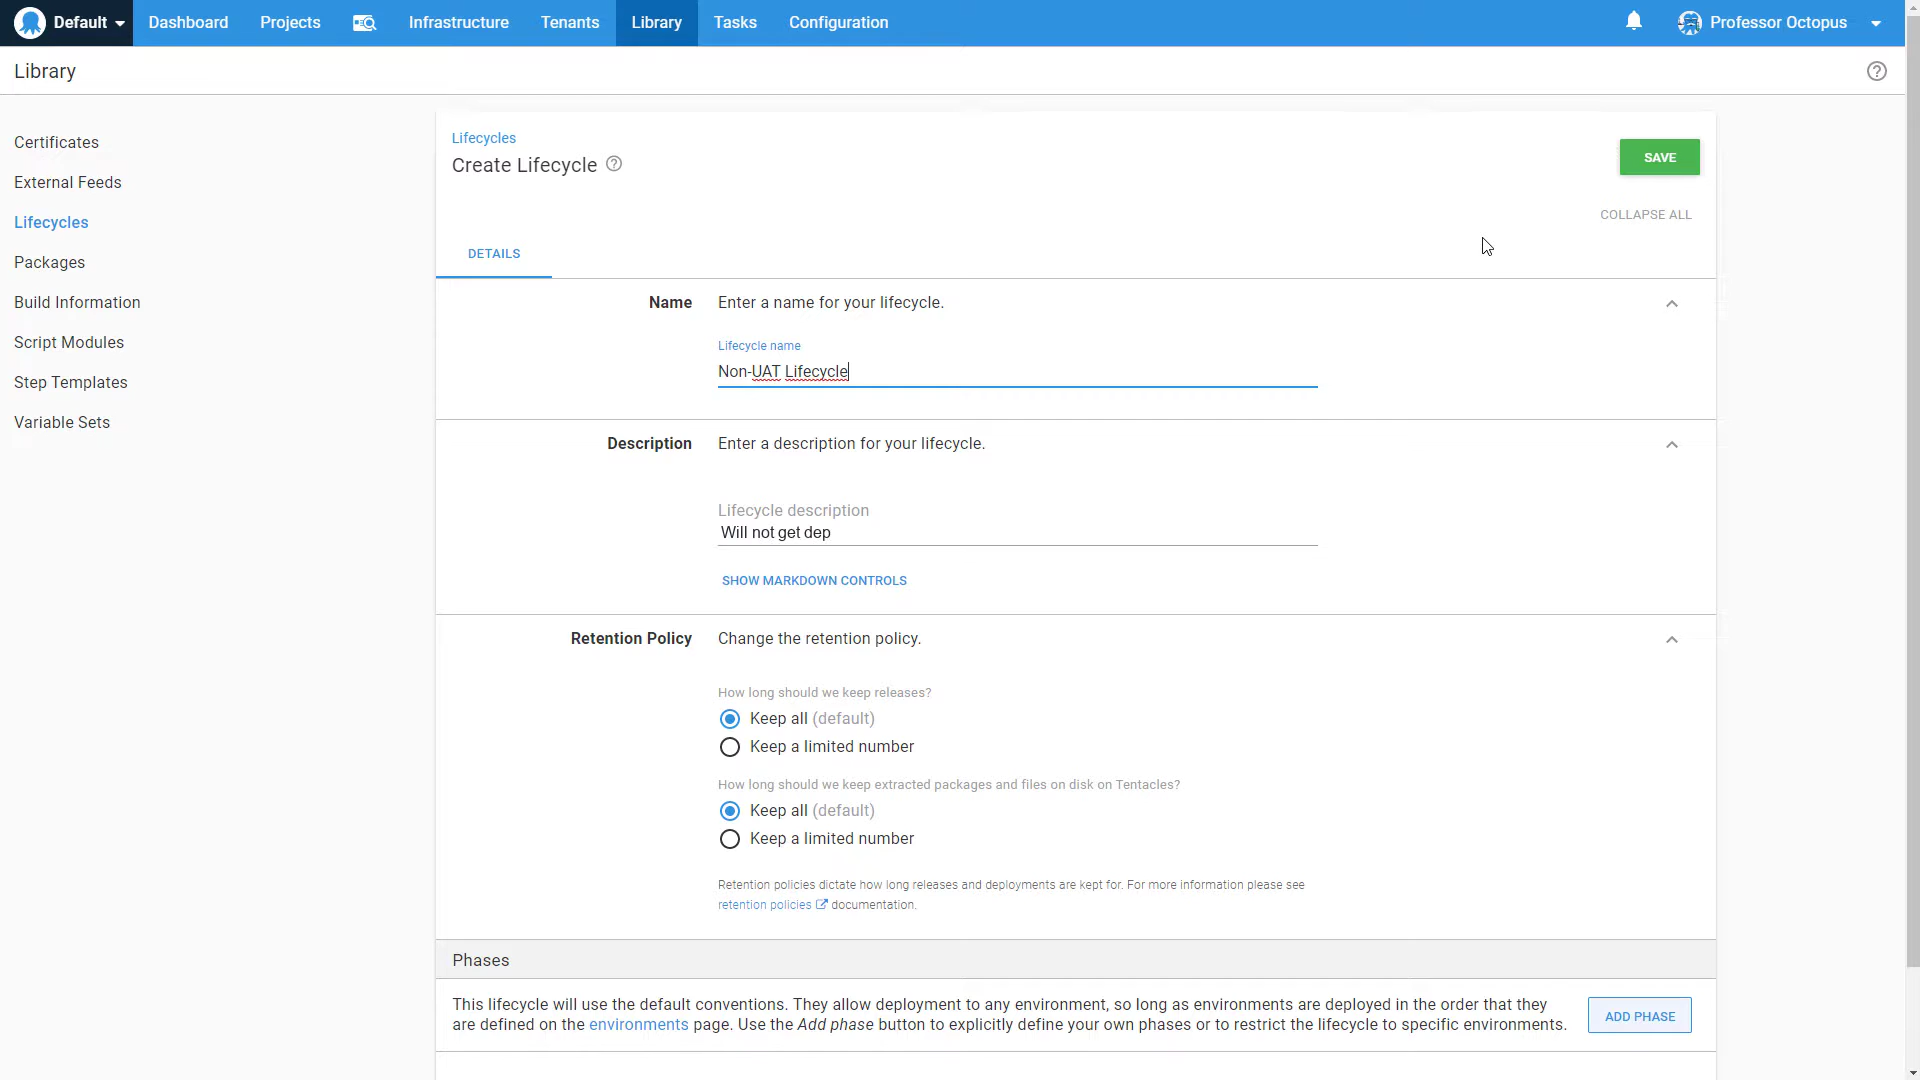 Default Dashboard Projects Infrastructure Tenants Library Tasks Configuration Professor Octopus
Library
Certificates
External Feeds
Lifecycles
Packages
Build Information
Script Modules
Step Templates
Variable Sets
Lifecycles
Create Lifecycle
SAVE
COLLAPSE ALL
DETAILS
Name Enter a name for your lifecycle.
Lifecycle name
Non-UAT Lifecycle
Description Enter a description for your lifecycle.
Lifecycle description
Will not get dep
SHOW MARKDOWN CONTROLS
Retention Policy Change the retention policy.
How long should we keep releases?
Keep all (default)
Keep a limited number
How long should we keep extracted packages and files on disk on Tentacles?
Keep all (default)
Keep a limited number
Retention policies dictate how long releases and deployments are kept for. For more information please see
retention policies documentation.
Phases
This lifecycle will use the default conventions. They allow deployment to any environment, so long as environments are deployed in the order that they
are defined on the environments page. Use the Add phase button to explicitly define your own phases or to restrict the lifecycle to specific environments.
ADD PHASE